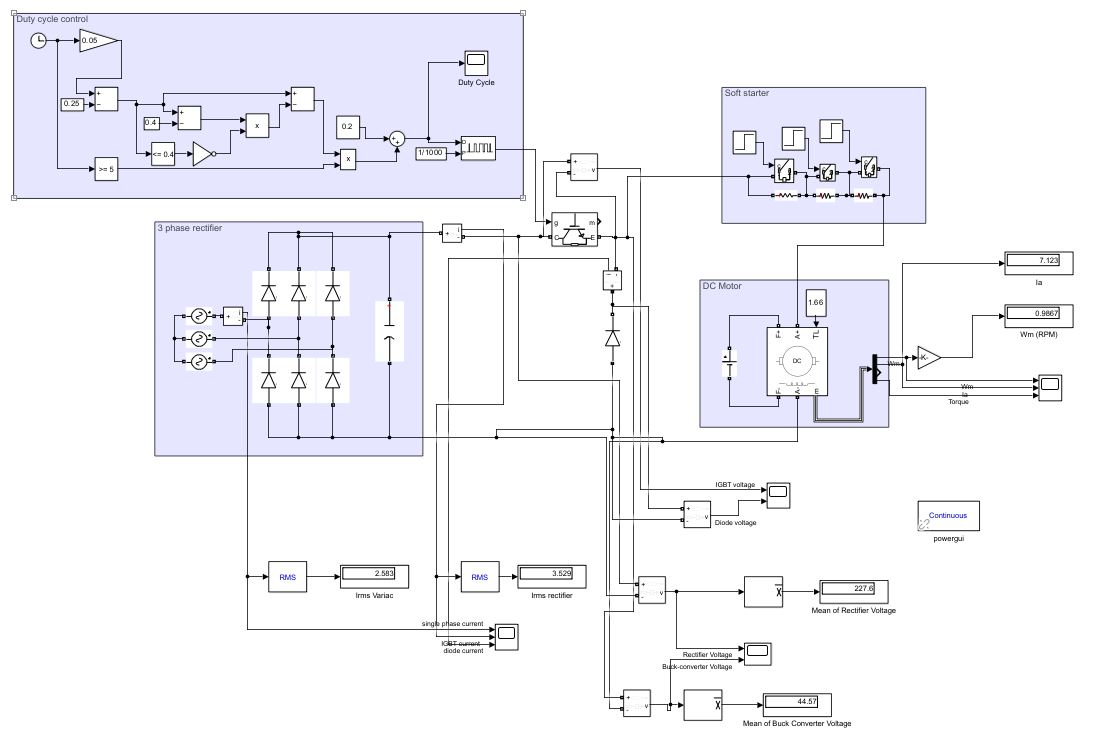 Duty cycle control
0.05
0.25
+
−
0.4
+
−
<= 0.4
x
+
−
>= 5
x
0.2
+
+
1/1000
D
P
Duty Cycle
Soft starter
3 phase rectifier
+
-
i
+
-
i
+
-
v
g
m
C
E
DC Motor
1.66
F+
A+
TL
DC
F-
A-
E
Wm
-K-
7.123
Ia
0.9867
Wm (RPM)
Wm
Ia
Torque
IGBT voltage
+
-
v
Diode voltage
Continuous
powergui
RMS
2.583
Irms Variac
RMS
3.529
Irms rectifier
+
-
v
x
227.6
Mean of Rectifier Voltage
single phase current
IGBT current
diode current
Rectifier Voltage
Buck-converter Voltage
+
-
v
x
44.57
Mean of Buck Converter Voltage